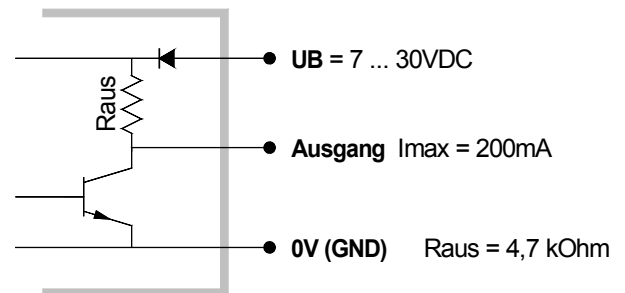 UB = 7 ... 30VDC
Raus
Ausgang Imax = 200mA
0V (GND) Raus = 4,7 kOhm